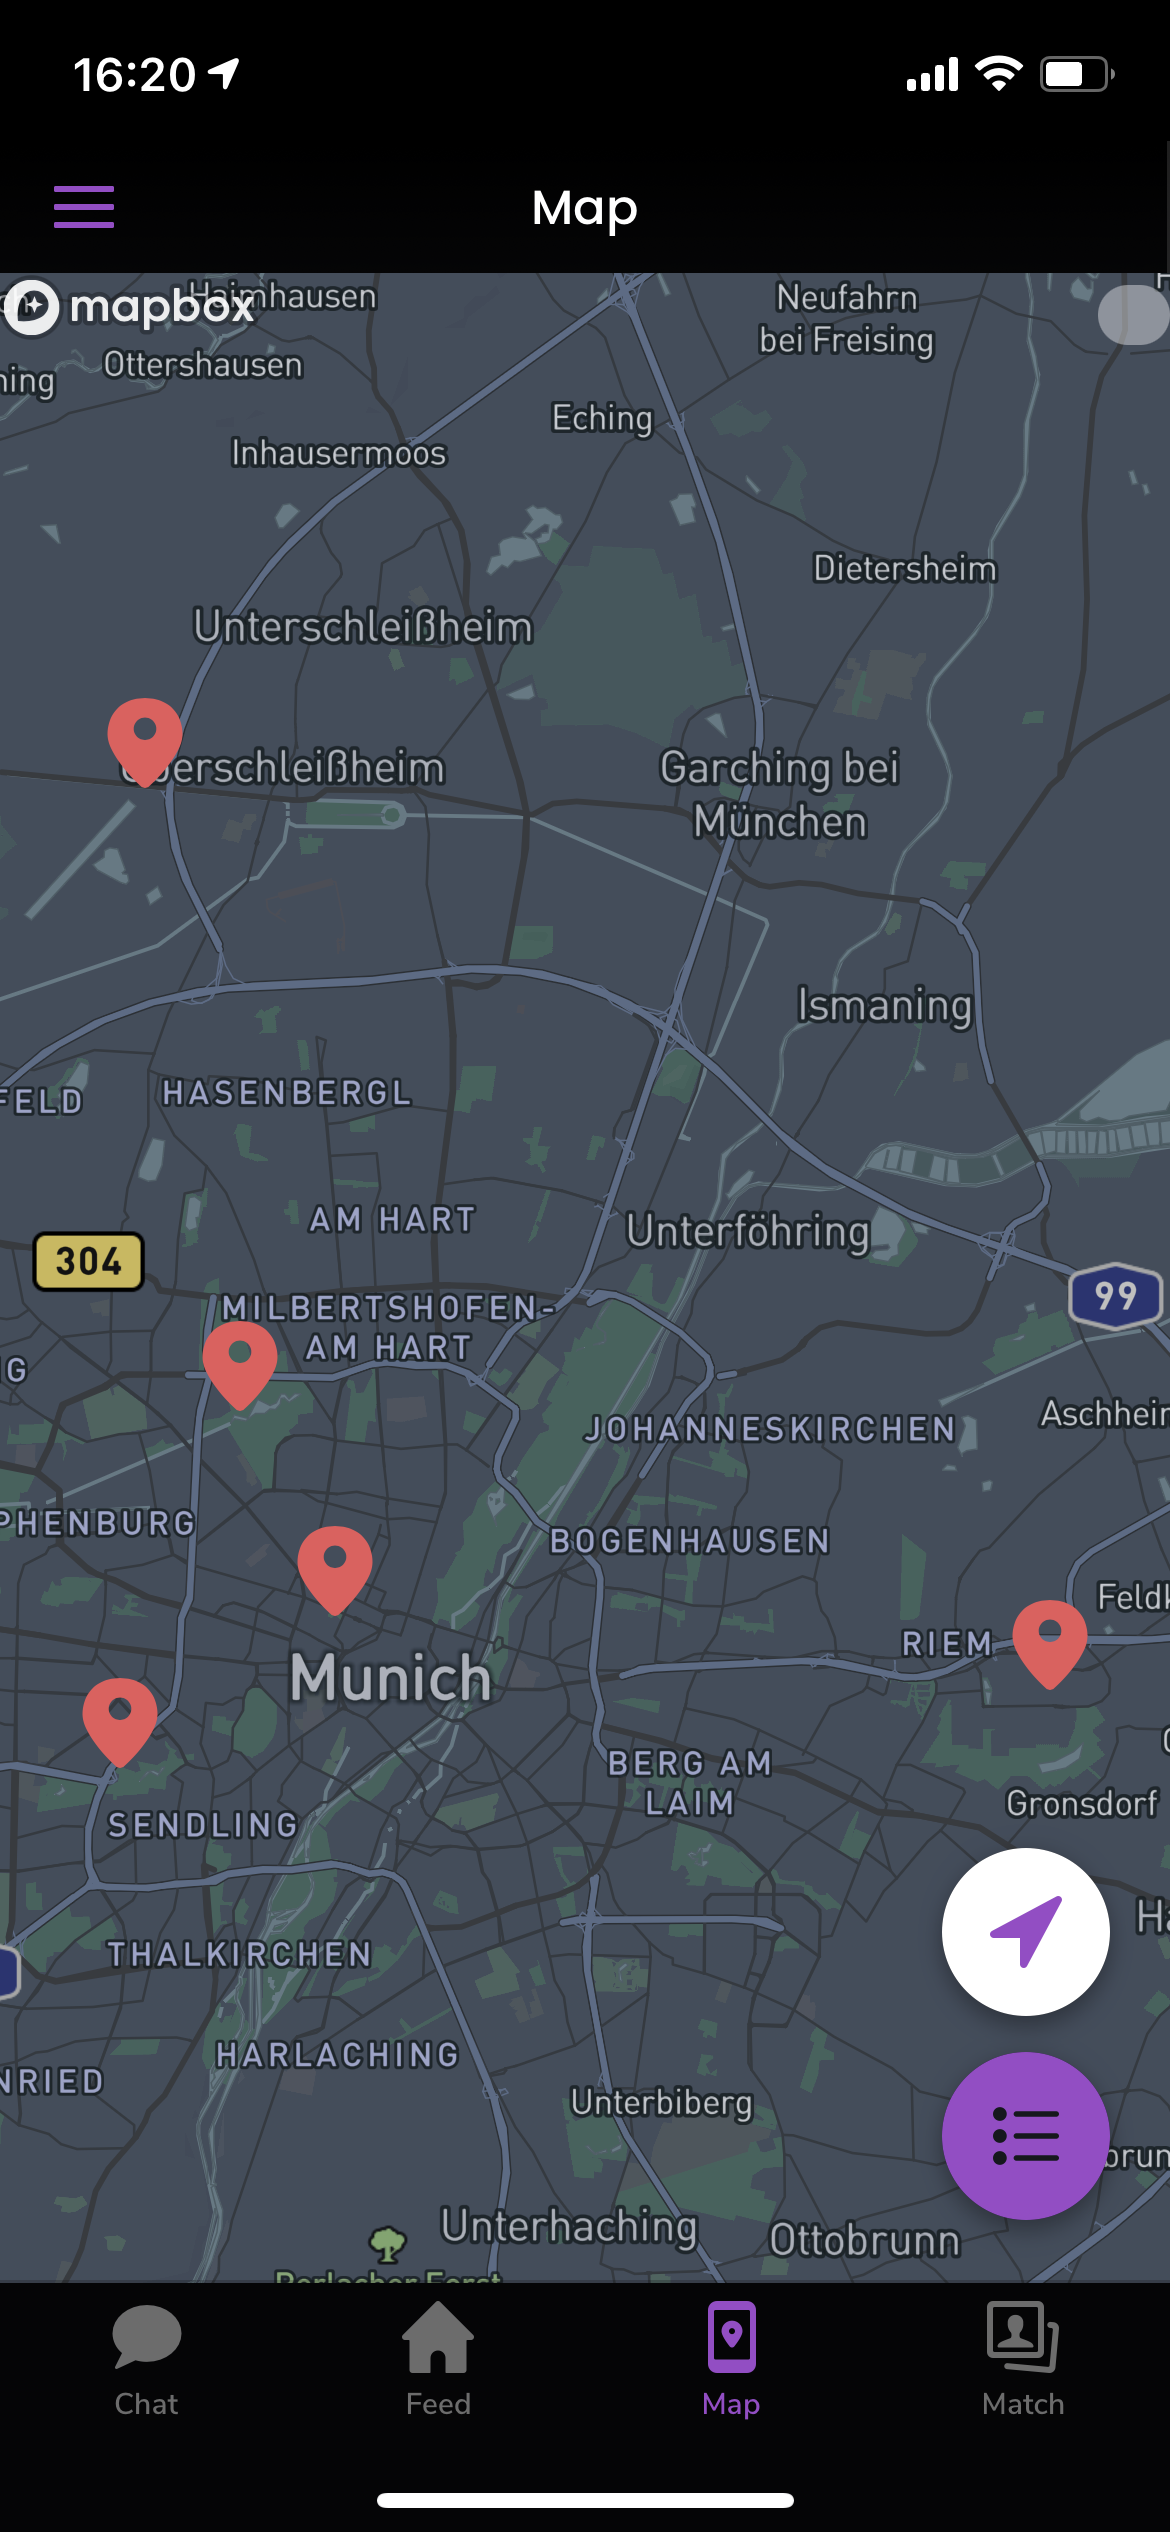 16:20
Map
mapbox
Haimhausen
Neufahrn
bei Freising
Ottershausen
ning
Eching
Inhausermoos
Dietersheim
Unterschleißheim
Oberschleißheim
Garching bei
München
Ismaning
HASENBERGL
FELD
AM HART
Unterföhring
304
99
MILBERTSHOFEN-
AM HART
G
Aschheim
JOHANNESKIRCHEN
PHENBURG
BOGENHAUSEN
Feldk
RIEM
Munich
BERG AM
LAIM
Gronsdorf
SENDLING
Ha
THALKIRCHEN
HARLACHING
NRIED
Unterbiberg
brun
Unterhaching
Ottobrunn
Perlacher Forst
Chat
Feed
Map
Match